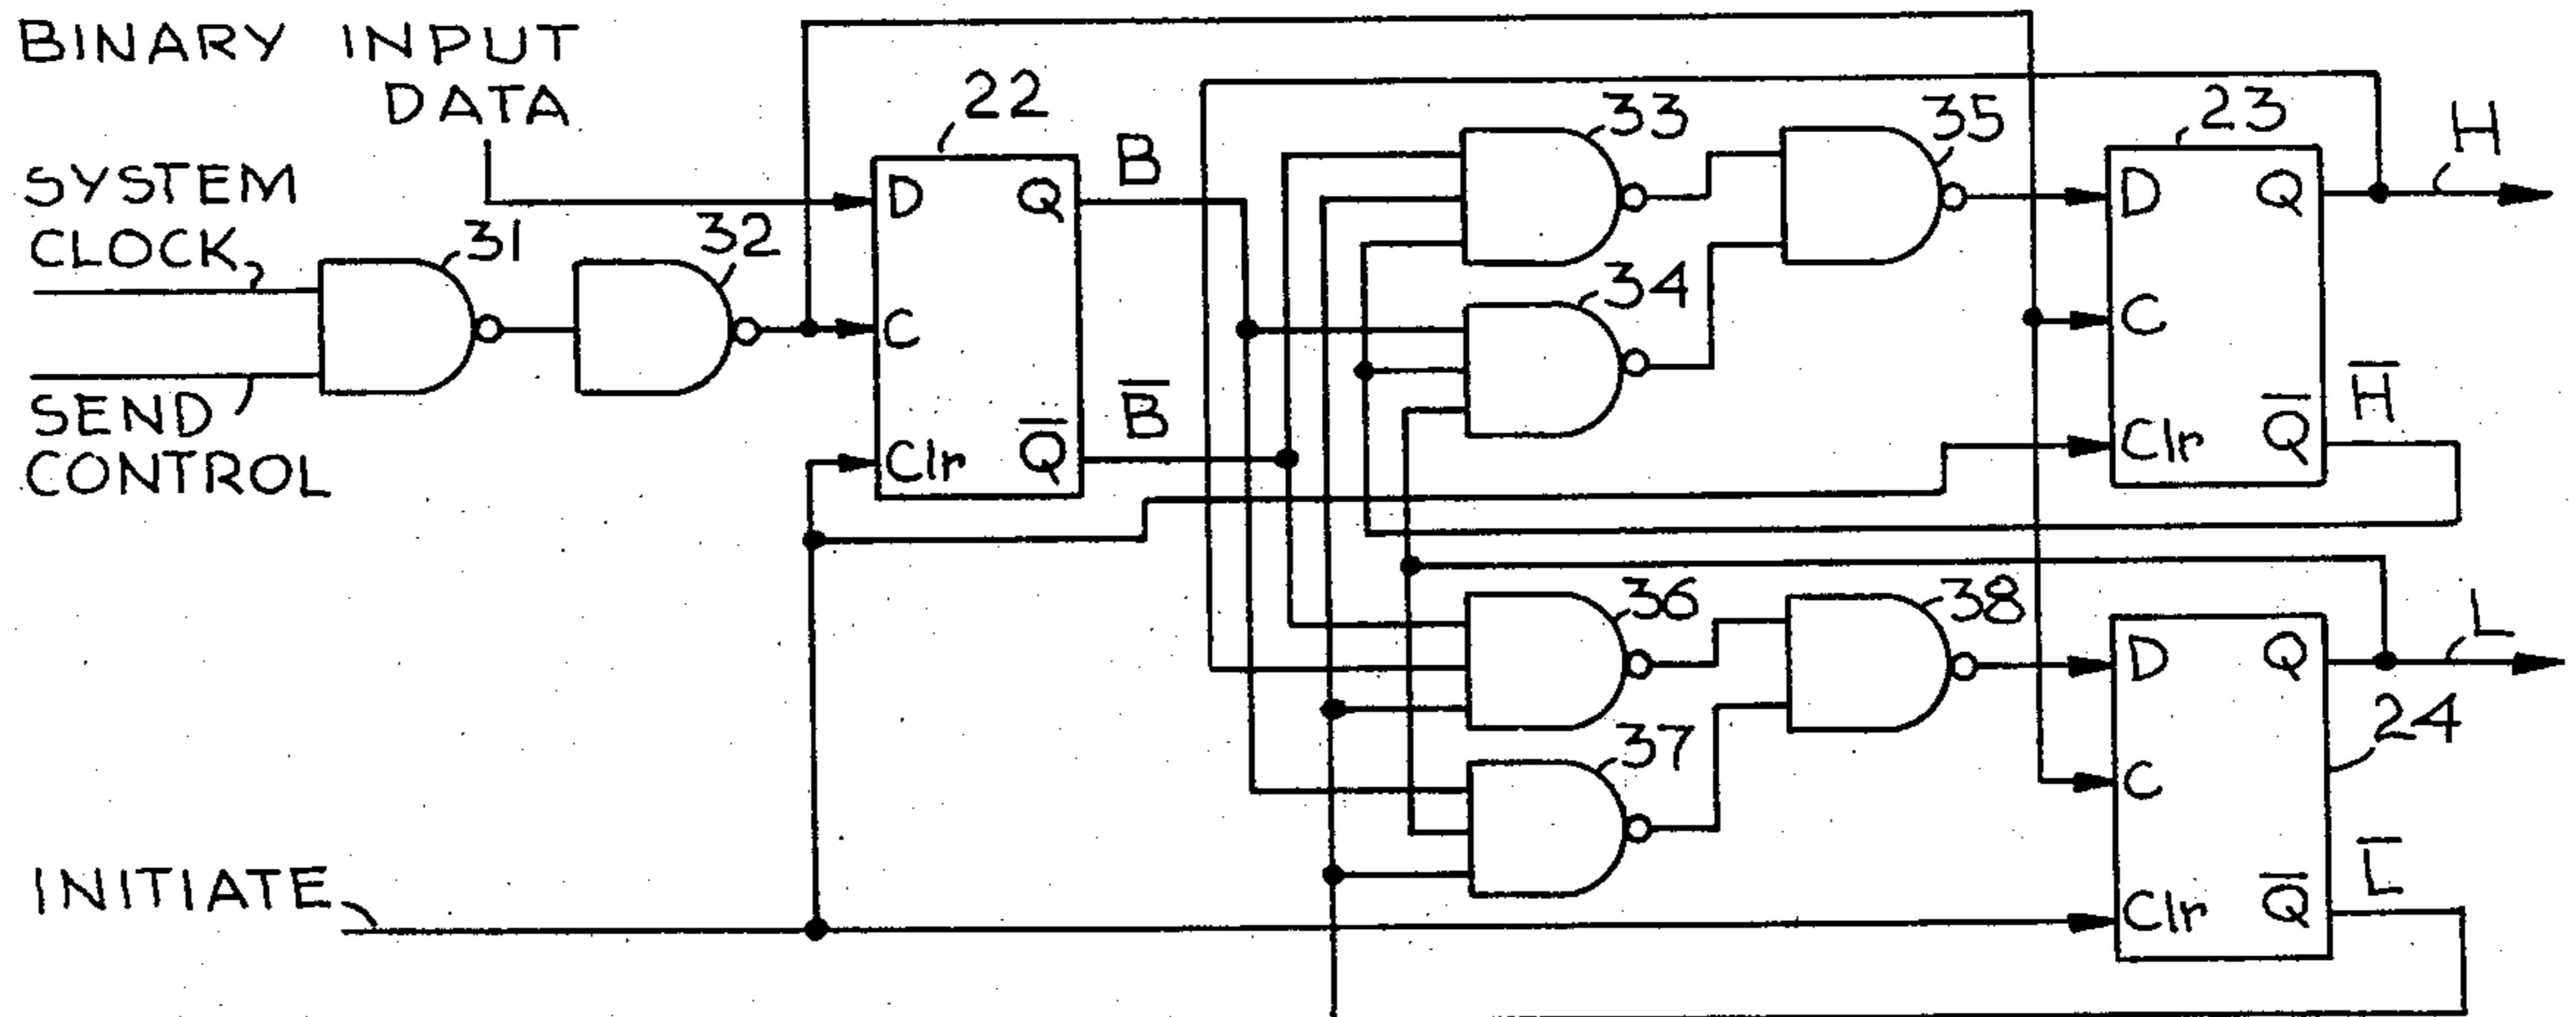 BINARY INPUT
DATA
SYSTEM
CLOCK
SEND
CONTROL
INITIATE
31
32
22
D
Q
C
Clr
Q̅
B
B̅
33
34
35
36
37
38
23
D
Q
C
Clr
Q̅
H
H̅
24
D
Q
C
Clr
Q̅
L
L̅